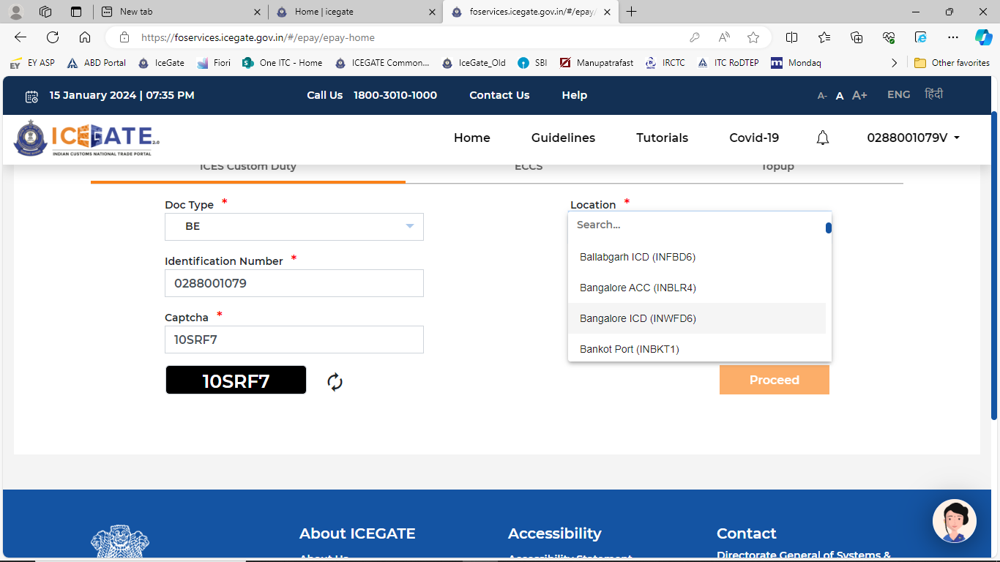 New tab
Home | icegate
foservices.icegate.gov.in/#/epay/
https://foservices.icegate.gov.in/#/epay/epay-home
EY EY ASP ABD Portal IceGate Fiori One ITC - Home ICEGATE Common... IceGate_Old SBI Manupatrafast IRCTC ITC RoDTEP Mondaq Other favorites
15 January 2024 | 07:35 PM Call Us 1800-3010-1000 Contact Us Help A- A A+ ENG हिंदी
ICEGATE 2.0
INDIAN CUSTOMS NATIONAL TRADE PORTAL
Home Guidelines Tutorials Covid-19 0288001079V
ICES Custom Duty ECCS Topup
Doc Type *
BE
Identification Number *
0288001079
Captcha *
10SRF7
10SRF7
Location *
Search...
Ballabgarh ICD (INFBD6)
Bangalore ACC (INBLR4)
Bangalore ICD (INWFD6)
Bankot Port (INBKT1)
Proceed
About ICEGATE Accessibility Contact
About Us Accessibility Statement Directorate General of Systems &